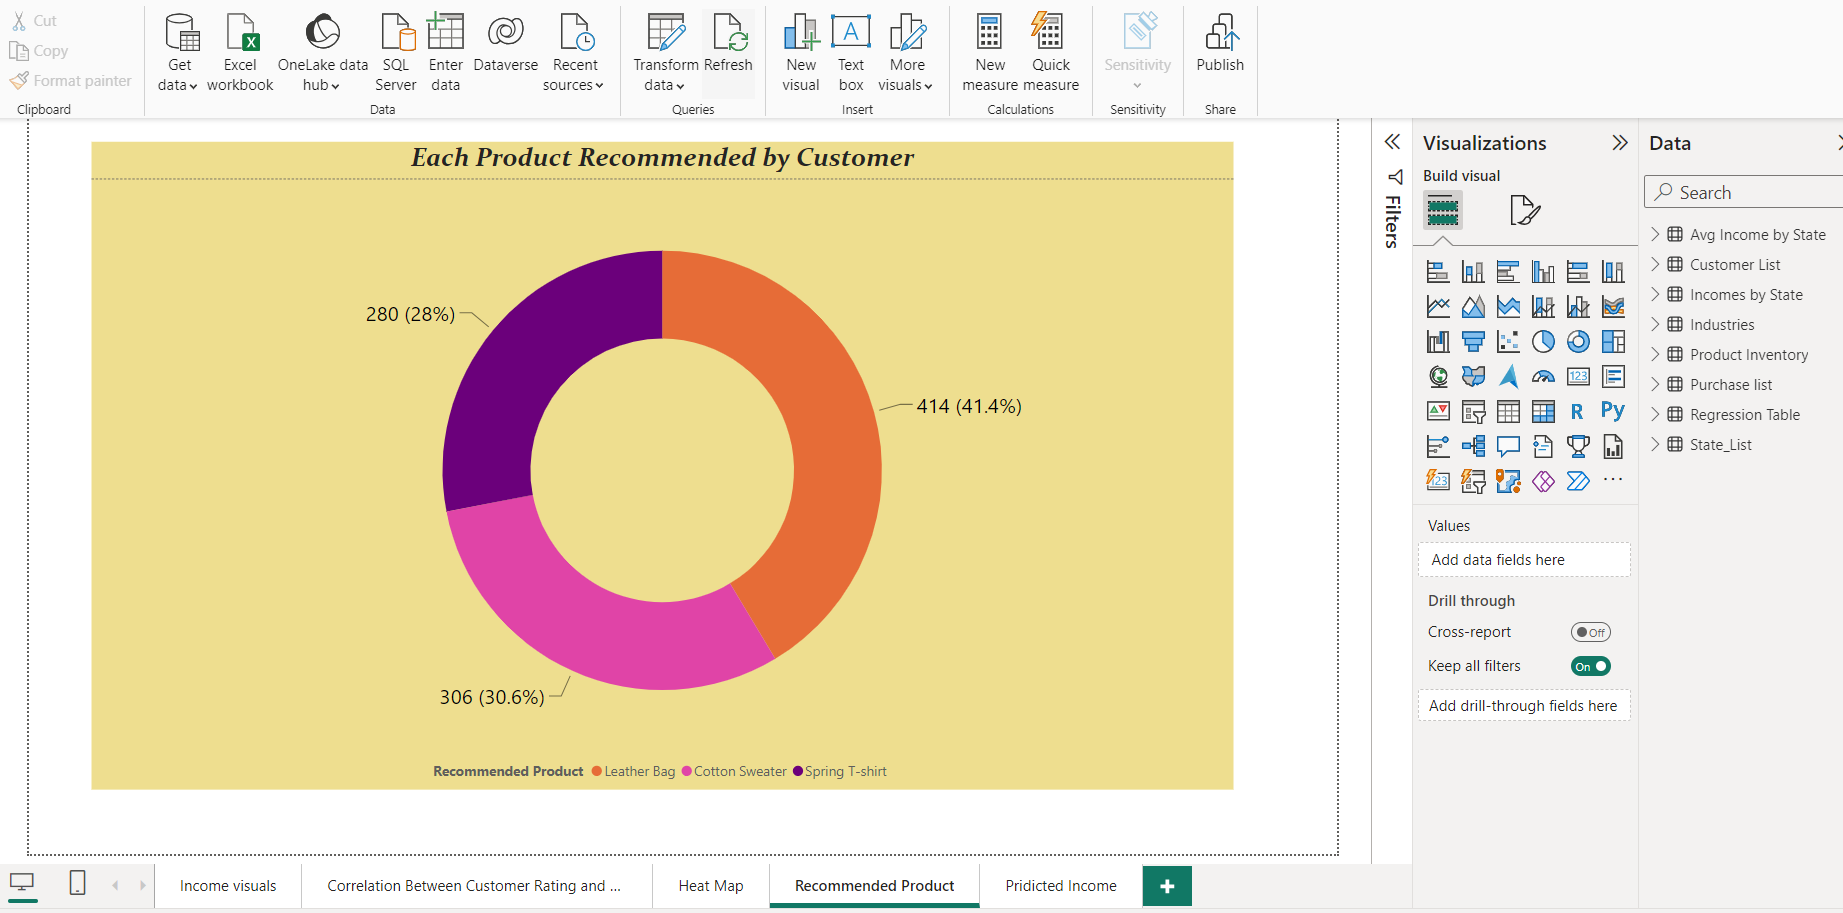 Cut
Copy
Format painter
Clipboard
Get data
Excel workbook
OneLake data hub
SQL Server
Enter data
Dataverse
Recent sources
Data
Transform data
Refresh
Queries
New visual
Text box
More visuals
Insert
New measure
Quick measure
Calculations
Sensitivity
Sensitivity
Publish
Share
Each Product Recommended by Customer
280 (28%)
414 (41.4%)
306 (30.6%)
Recommended Product Leather Bag Cotton Sweater Spring T-shirt
Filters
Visualizations
Build visual
123
R
Py
123
Values
Add data fields here
Drill through
Cross-report
Off
Keep all filters
On
Add drill-through fields here
Data
Search
Avg Income by State
Customer List
Incomes by State
Industries
Product Inventory
Purchase list
Regression Table
State_List
Income visuals
Correlation Between Customer Rating and ...
Heat Map
Recommended Product
Pridicted Income